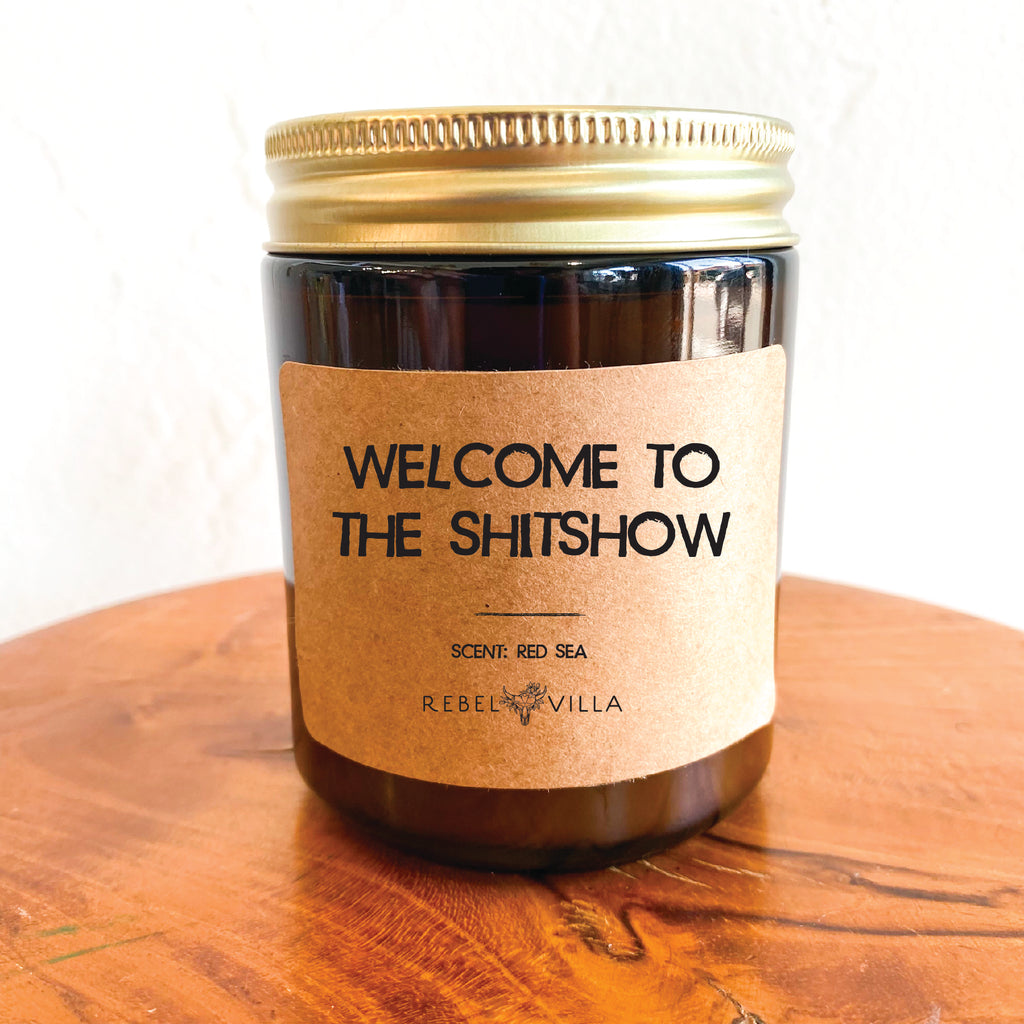 WELCOME TO
THE SHITSHOW
SCENT: RED SEA
REBEL VILLA